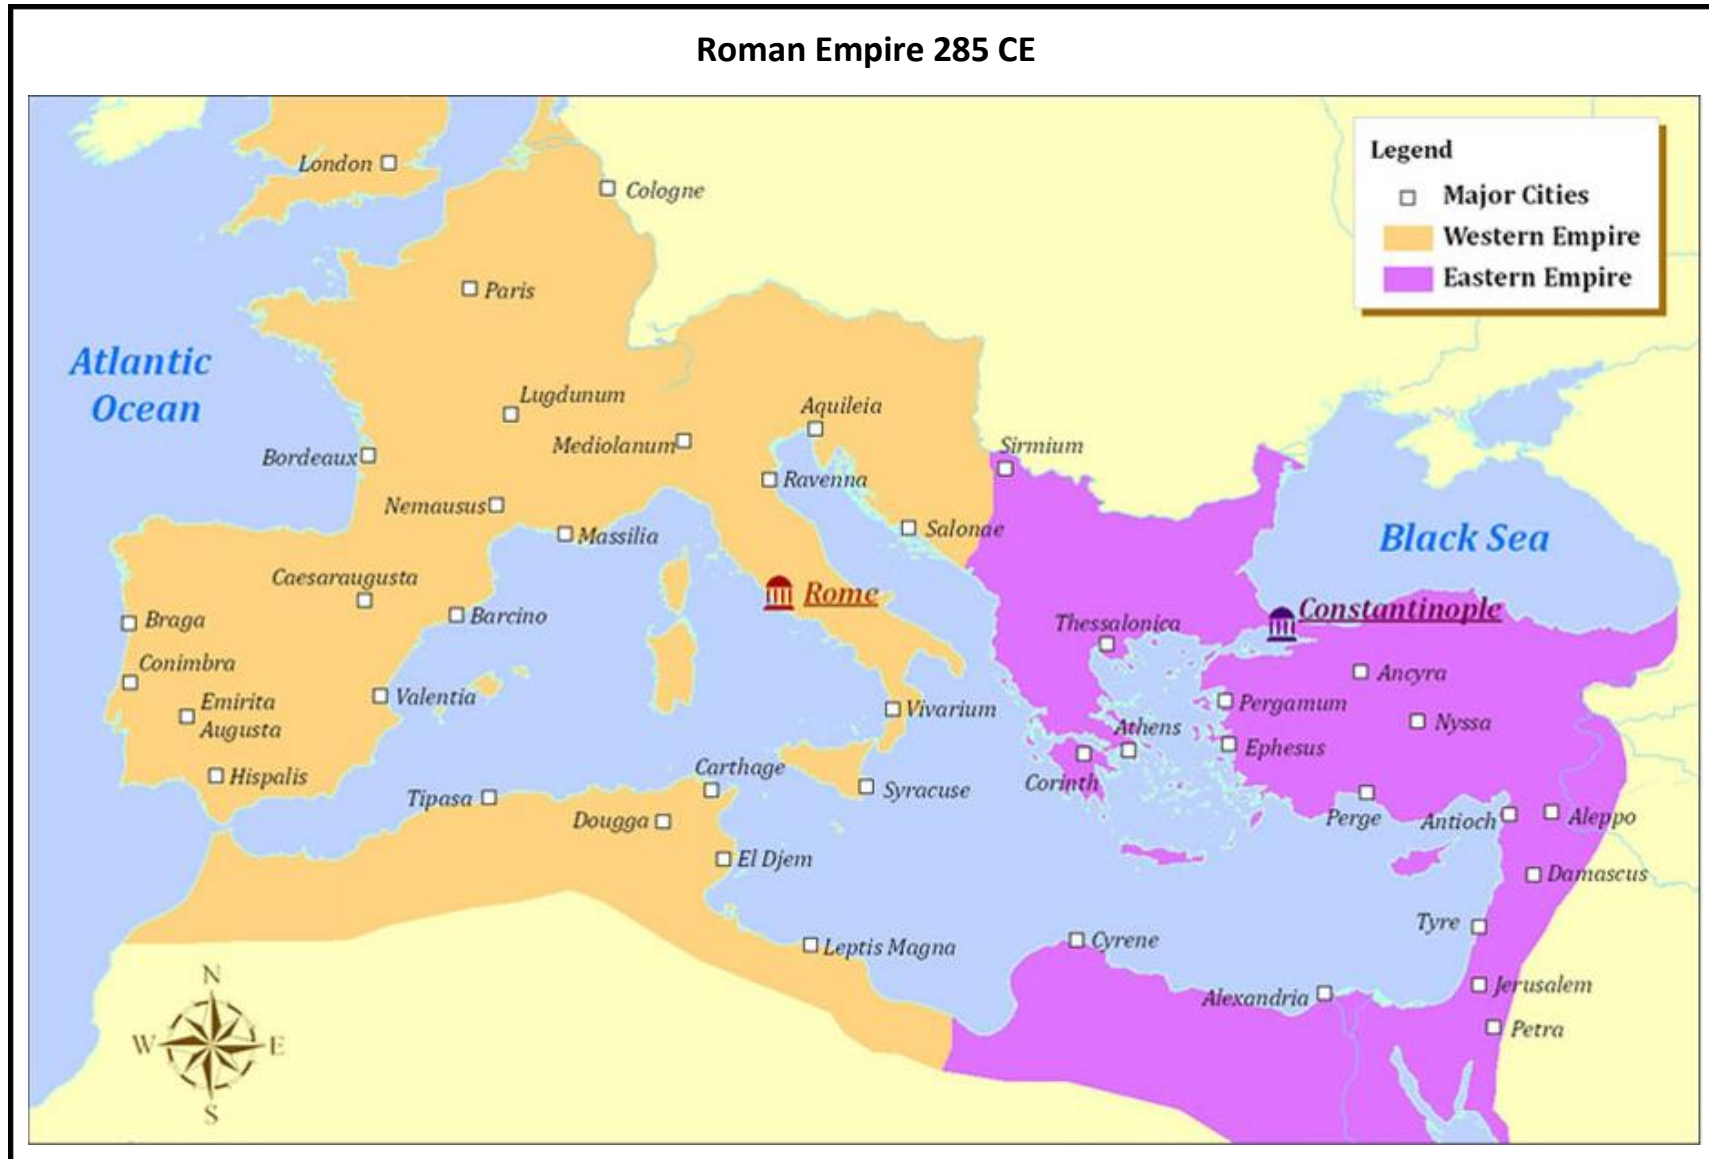 Roman Empire 285 CE
Legend
Major Cities
Western Empire
Eastern Empire
London
Cologne
Paris
Atlantic
Ocean
Lugdunum
Aquileia
Mediolanum
Bordeaux
Sirmium
Ravenna
Nemausus
Massilia
Salonae
Black Sea
Caesaraugusta
Rome
Constantinople
Braga
Barcino
Thessalonica
Conimbra
Ancyra
Emirita
Augusta
Valentia
Vivarium
Pergamum
Nyssa
Athens
Ephesus
Hispalis
Carthage
Corinth
Tipasa
Syracuse
Dougga
Perge
Antioch
Aleppo
El Djem
Damascus
Tyre
Leptis Magna
Cyrene
Alexandria
Jerusalem
Petra
N
W
E
S